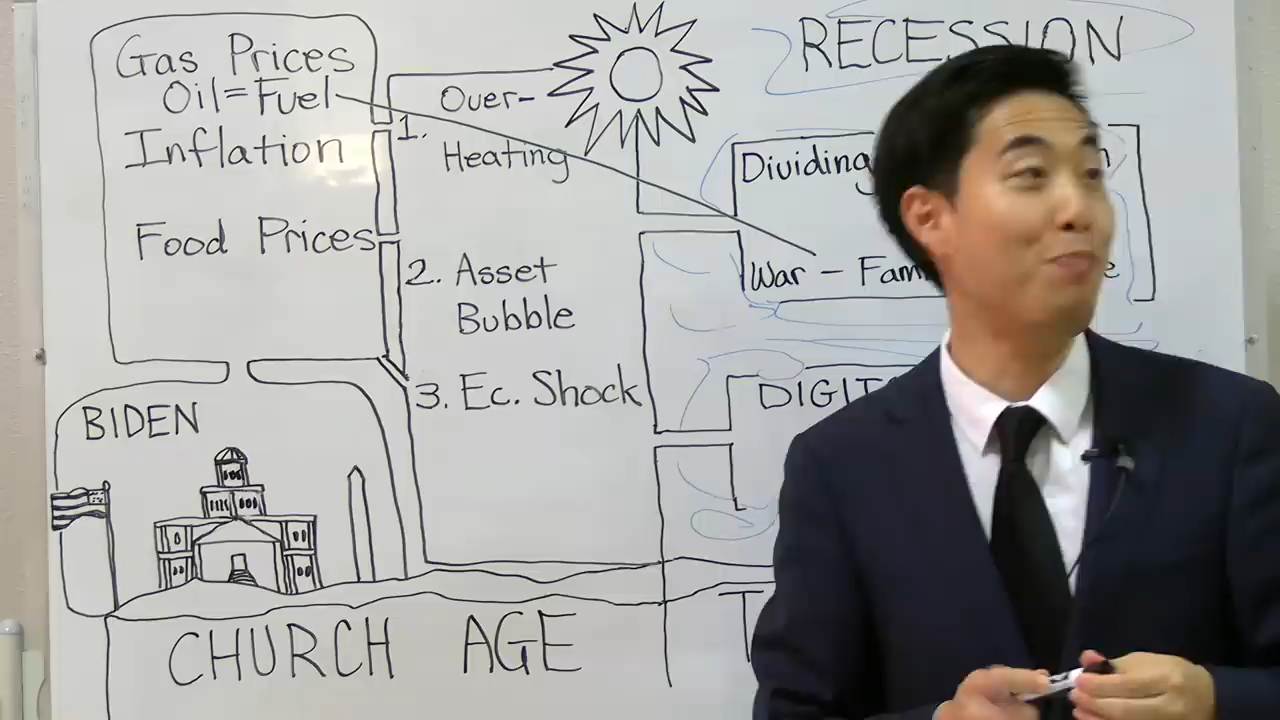 Gas Prices
Oil=Fuel
Inflation
Food Prices
BIDEN
1. Over-
Heating
2. Asset
Bubble
3. Ec. Shock
RECESSION
Dividing
War -
CHURCH AGE